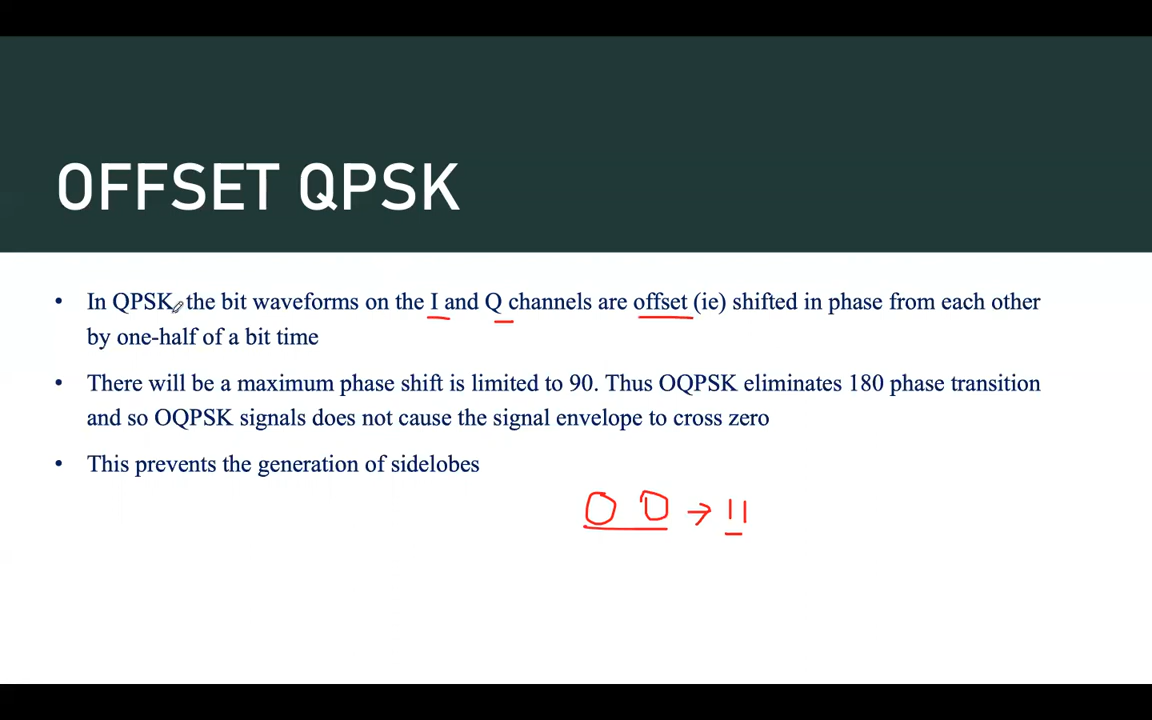 OFFSET QPSK
• In QPSK, the bit waveforms on the I and Q channels are offset (ie) shifted in phase from each other
by one-half of a bit time
• There will be a maximum phase shift is limited to 90. Thus OQPSK eliminates 180 phase transition
and so OQPSK signals does not cause the signal envelope to cross zero
• This prevents the generation of sidelobes
0 0 → 11